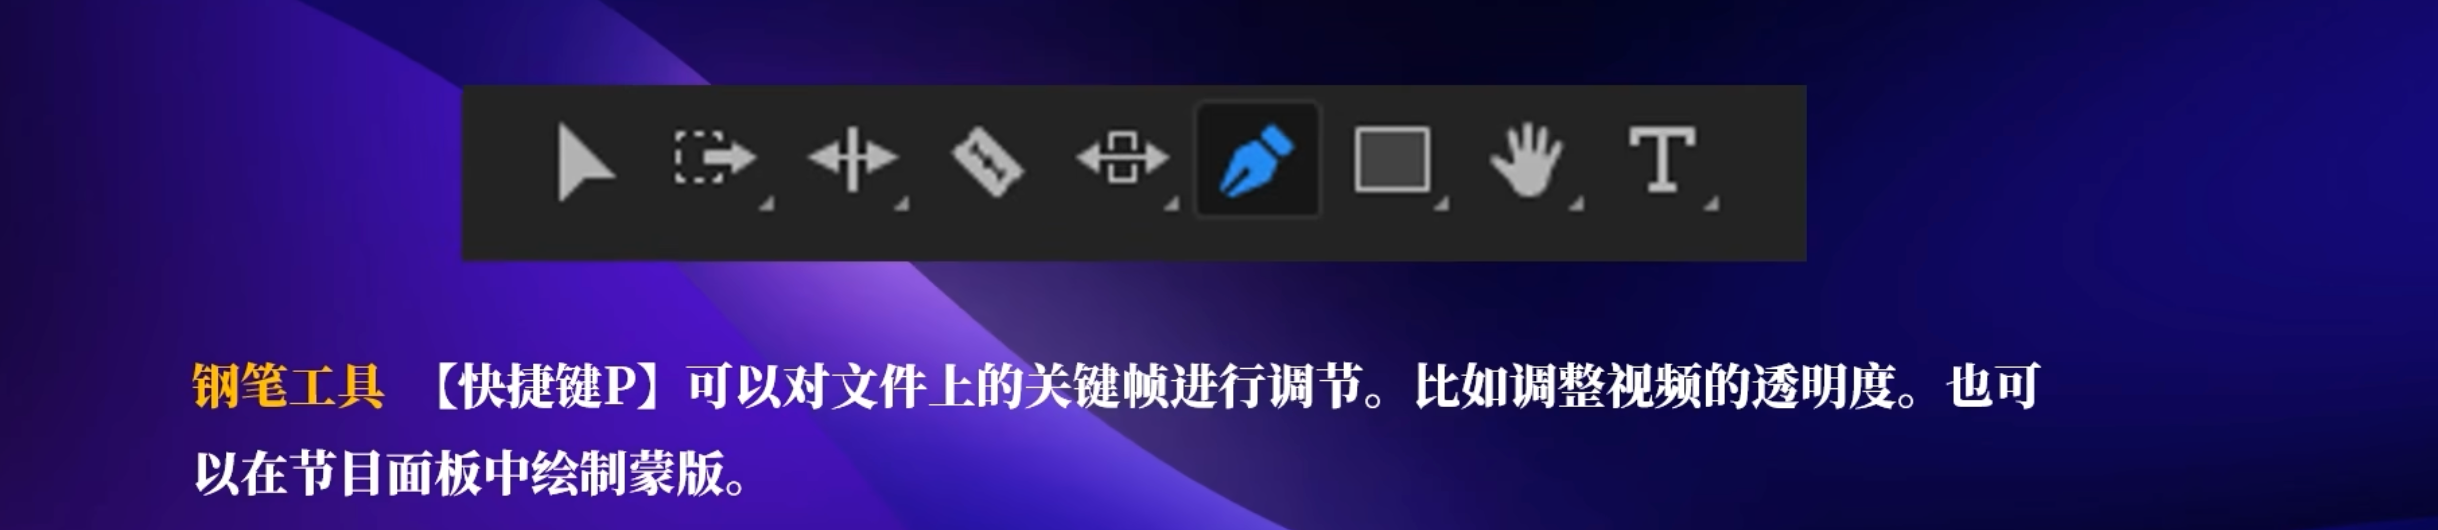 钢笔工具 【快捷键P】可以对文件上的关键帧进行调节。比如调整视频的透明度。也可
以在节目面板中绘制蒙版。